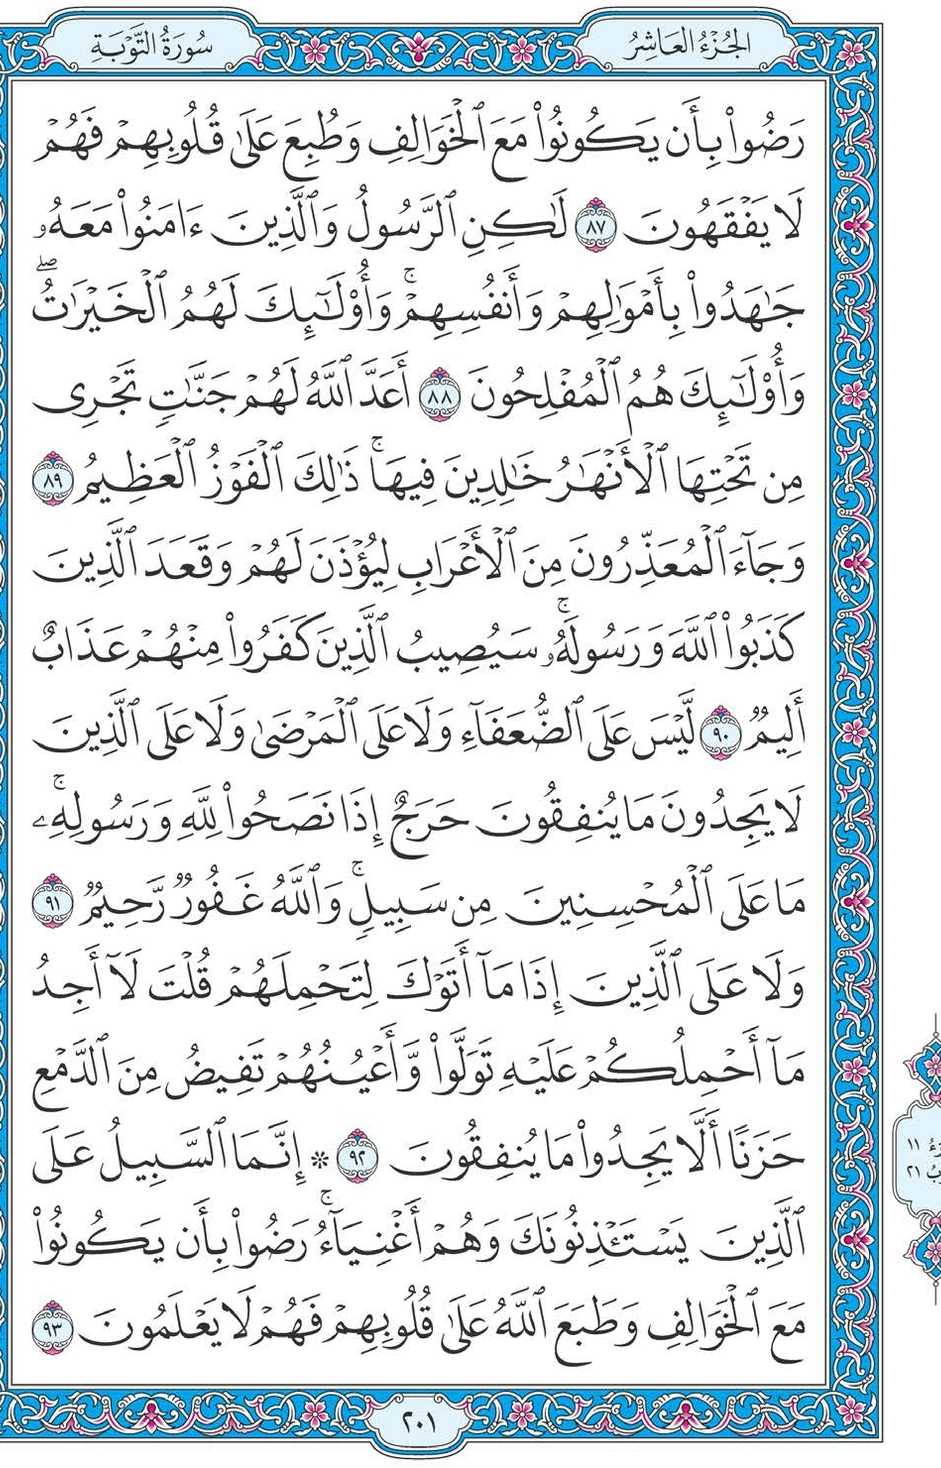 الجُزْءُ العَاشِرُ
سُورَةُ التَّوْبَةِ
رَضُوا۟ بِأَن يَكُونُوا۟ مَعَ ٱلْخَوَالِفِ وَطُبِعَ عَلَىٰ قُلُوبِهِمْ فَهُمْ
لَا يَفْقَهُونَ ٨٧ لَـٰكِنِ ٱلرَّسُولُ وَٱلَّذِينَ ءَامَنُوا۟ مَعَهُۥ
جَـٰهَدُوا۟ بِأَمْوَٰلِهِمْ وَأَنفُسِهِمْ ۚ وَأُو۟لَـٰٓئِكَ لَهُمُ ٱلْخَيْرَٰتُ ۖ
وَأُو۟لَـٰٓئِكَ هُمُ ٱلْمُفْلِحُونَ ٨٨ أَعَدَّ ٱللَّهُ لَهُمْ جَنَّـٰتٍ تَجْرِى
مِن تَحْتِهَا ٱلْأَنْهَـٰرُ خَـٰلِدِينَ فِيهَا ۚ ذَٰلِكَ ٱلْفَوْزُ ٱلْعَظِيمُ ٨٩
وَجَآءَ ٱلْمُعَذِّرُونَ مِنَ ٱلْأَعْرَابِ لِيُؤْذَنَ لَهُمْ وَقَعَدَ ٱلَّذِينَ
كَذَبُوا۟ ٱللَّهَ وَرَسُولَهُۥ ۚ سَيُصِيبُ ٱلَّذِينَ كَفَرُوا۟ مِنْهُمْ عَذَابٌ
أَلِيمٌ ٩٠ لَّيْسَ عَلَى ٱلضُّعَفَآءِ وَلَا عَلَى ٱلْمَرْضَىٰ وَلَا عَلَى ٱلَّذِينَ
لَا يَجِدُونَ مَا يُنفِقُونَ حَرَجٌ إِذَا نَصَحُوا۟ لِلَّهِ وَرَسُولِهِۦ ۚ
مَا عَلَى ٱلْمُحْسِنِينَ مِن سَبِيلٍ ۚ وَٱللَّهُ غَفُورٌ رَّحِيمٌ ٩١
وَلَا عَلَى ٱلَّذِينَ إِذَا مَآ أَتَوْكَ لِتَحْمِلَهُمْ قُلْتَ لَآ أَجِدُ
مَآ أَحْمِلُكُمْ عَلَيْهِ تَوَلَّوا۟ وَّأَعْيُنُهُمْ تَفِيضُ مِنَ ٱلدَّمْعِ
حَزَنًا أَلَّا يَجِدُوا۟ مَا يُنفِقُونَ ٩٢ * إِنَّمَا ٱلسَّبِيلُ عَلَى
ٱلَّذِينَ يَسْتَـْٔذِنُونَكَ وَهُمْ أَغْنِيَآءُ ۚ رَضُوا۟ بِأَن يَكُونُوا۟
مَعَ ٱلْخَوَالِفِ وَطَبَعَ ٱللَّهُ عَلَىٰ قُلُوبِهِمْ فَهُمْ لَا يَعْلَمُونَ ٩٣
١١
٢١
٢٠١